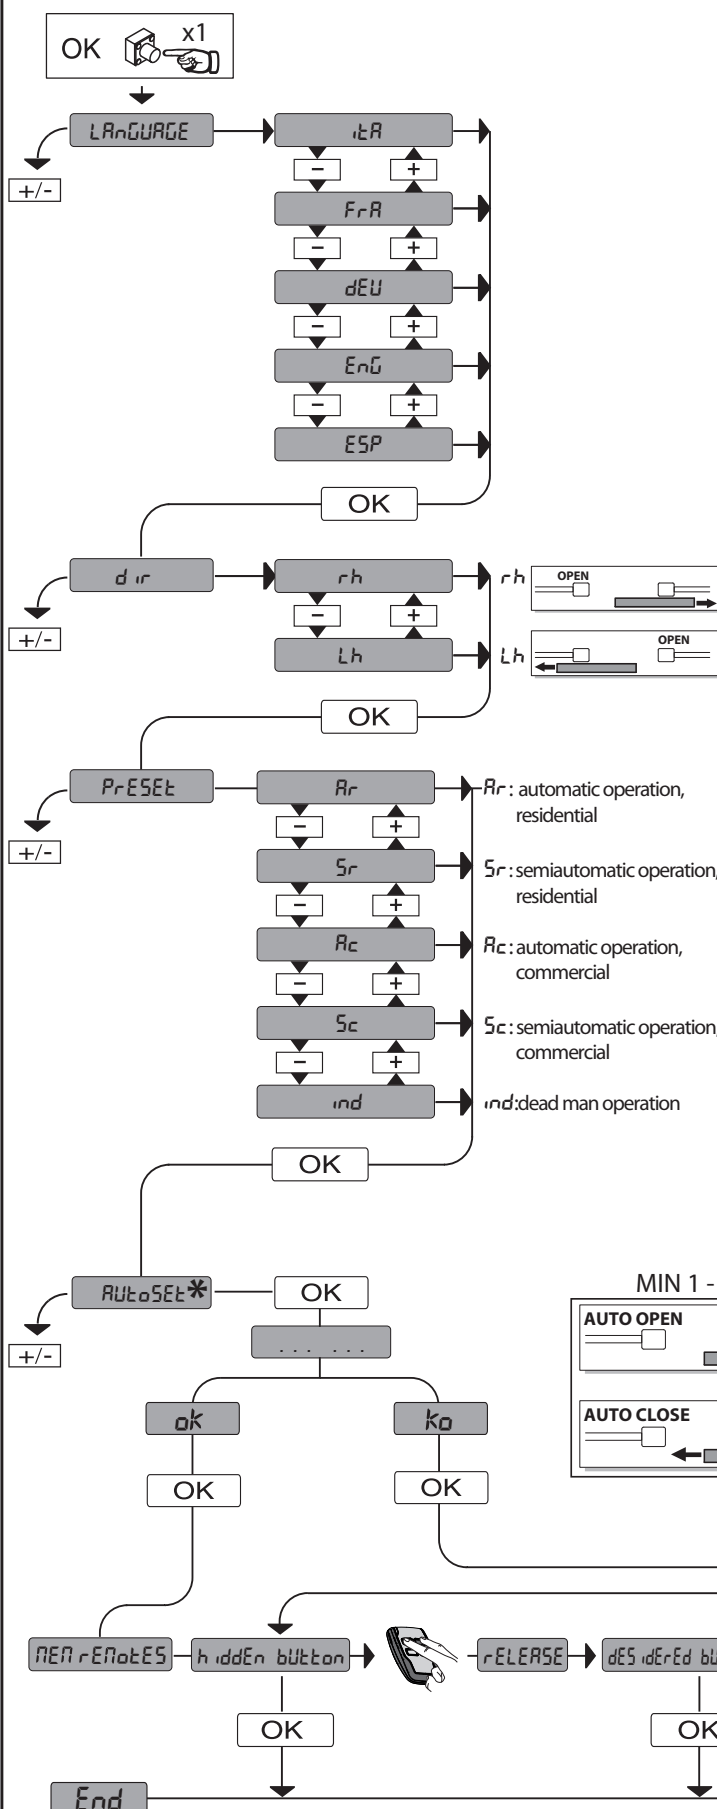 OK x1
LAnGUAGE ItA
+/-
- +
FrA
- +
dEU
- +
EnG
- +
ESP
OK
dir rh rh OPEN
+/-
- +
Lh Lh OPEN
OK
PrESEt Ar Ar: automatic operation,
residential
+/-
- +
Sr Sr: semiautomatic operation,
residential
- +
Ac Ac: automatic operation,
commercial
- +
Sc Sc: semiautomatic operation,
commercial
- +
ind ind: dead man operation
OK
MIN 1 -
AUtoSEt* OK
+/-
AUTO OPEN
... ...
AUTO CLOSE
ok ko
OK OK
MEM rEMotES hiddEn bUtton rELEASE dESidErEd bU
OK OK
End